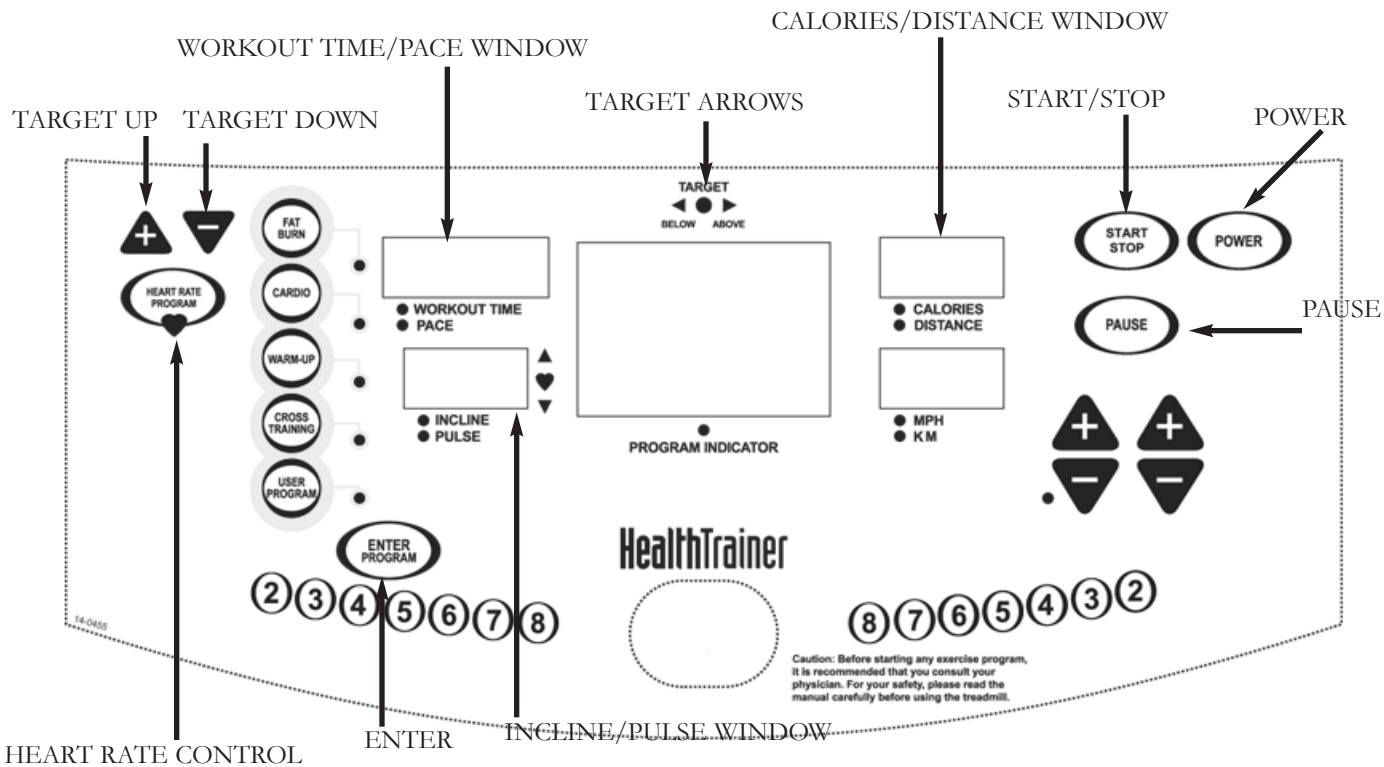 CALORIES/DISTANCE WINDOW
WORKOUT TIME/PACE WINDOW
TARGET ARROWS
START/STOP
POWER
TARGET UP
TARGET DOWN
TARGET
BELOW ABOVE
+
−
FAT
BURN
START
STOP
POWER
HEART RATE
PROGRAM
CARDIO
WORKOUT TIME
PACE
CALORIES
DISTANCE
PAUSE
PAUSE
WARM-UP
INCLINE
PULSE
MPH
KM
CROSS
TRAINING
PROGRAM INDICATOR
+ +
− −
USER
PROGRAM
ENTER
PROGRAM
HealthTrainer
2 3 4 5 6 7 8
8 7 6 5 4 3 2
14-0455
Caution: Before starting any exercise program,
it is recommended that you consult your
physician. For your safety, please read the
manual carefully before using the treadmill.
INCLINE/PULSE WINDOW
ENTER
HEART RATE CONTROL